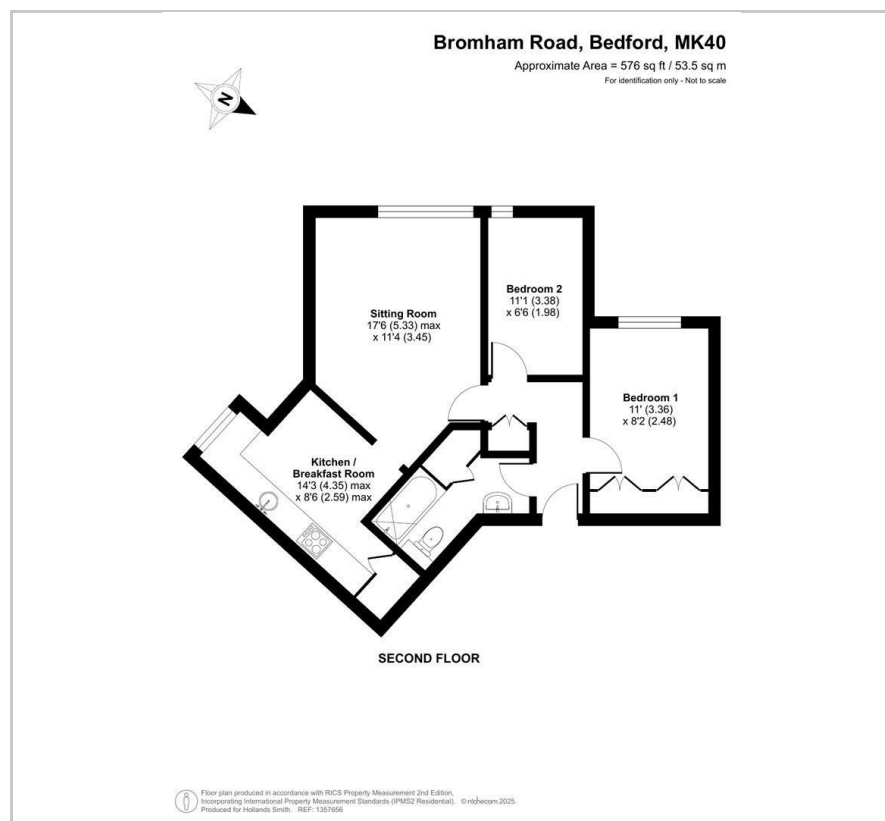 Bromham Road, Bedford, MK40
Approximate Area = 576 sq ft / 53.5 sq m
For identification only - Not to scale
N
Bedroom 2
11'1 (3.38)
x 6'6 (1.98)
Sitting Room
17'6 (5.33) max
x 11'4 (3.45)
Bedroom 1
11' (3.36)
x 8'2 (2.48)
Kitchen /
Breakfast Room
14'3 (4.35) max
x 8'6 (2.59) max
SECOND FLOOR
Floor plan produced in accordance with RICS Property Measurement 2nd Edition,
Incorporating International Property Measurement Standards (IPMS2 Residential). © ntchecom 2025.
Produced for Hollands Smith. REF: 1357656